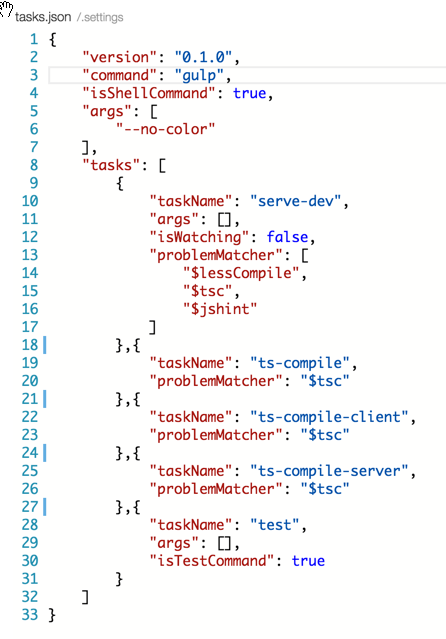 tasks.json /.settings
1 {
2     "version": "0.1.0",
3     "command": "gulp",
4     "isShellCommand": true,
5     "args": [
6         "--no-color"
7     ],
8     "tasks": [
9         {
10             "taskName": "serve-dev",
11             "args": [],
12             "isWatching": false,
13             "problemMatcher": [
14                 "$lessCompile",
15                 "$tsc",
16                 "$jshint"
17             ]
18         },{
19             "taskName": "ts-compile",
20             "problemMatcher": "$tsc"
21         },{
22             "taskName": "ts-compile-client",
23             "problemMatcher": "$tsc"
24         },{
25             "taskName": "ts-compile-server",
26             "problemMatcher": "$tsc"
27         },{
28             "taskName": "test",
29             "args": [],
30             "isTestCommand": true
31         }
32     ]
33 }